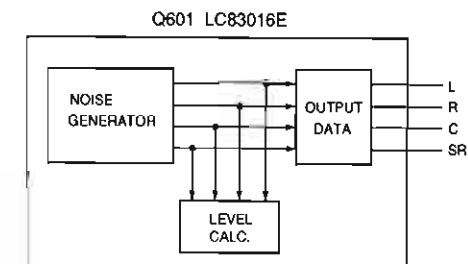 Q601 LC83016E
NOISE
GENERATOR
OUTPUT
DATA
L
R
C
SR
LEVEL
CALC.